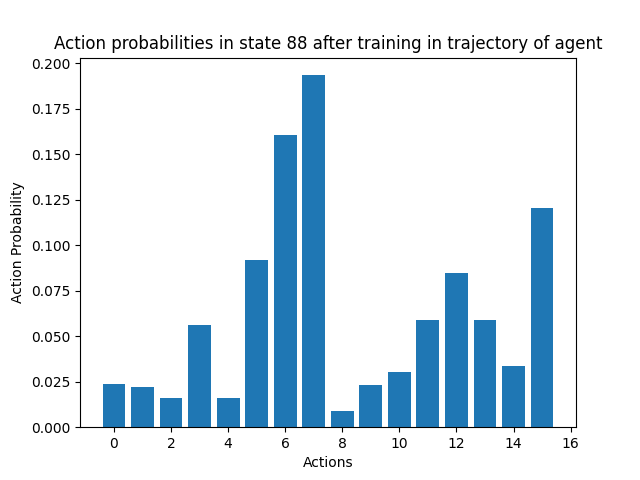 Action probabilities in state 88 after training in trajectory of agent
0.200
0.175
0.150
0.125
0.100
0.075
0.050
0.025
0.000
Action Probability
0 2 4 6 8 10 12 14 16
Actions